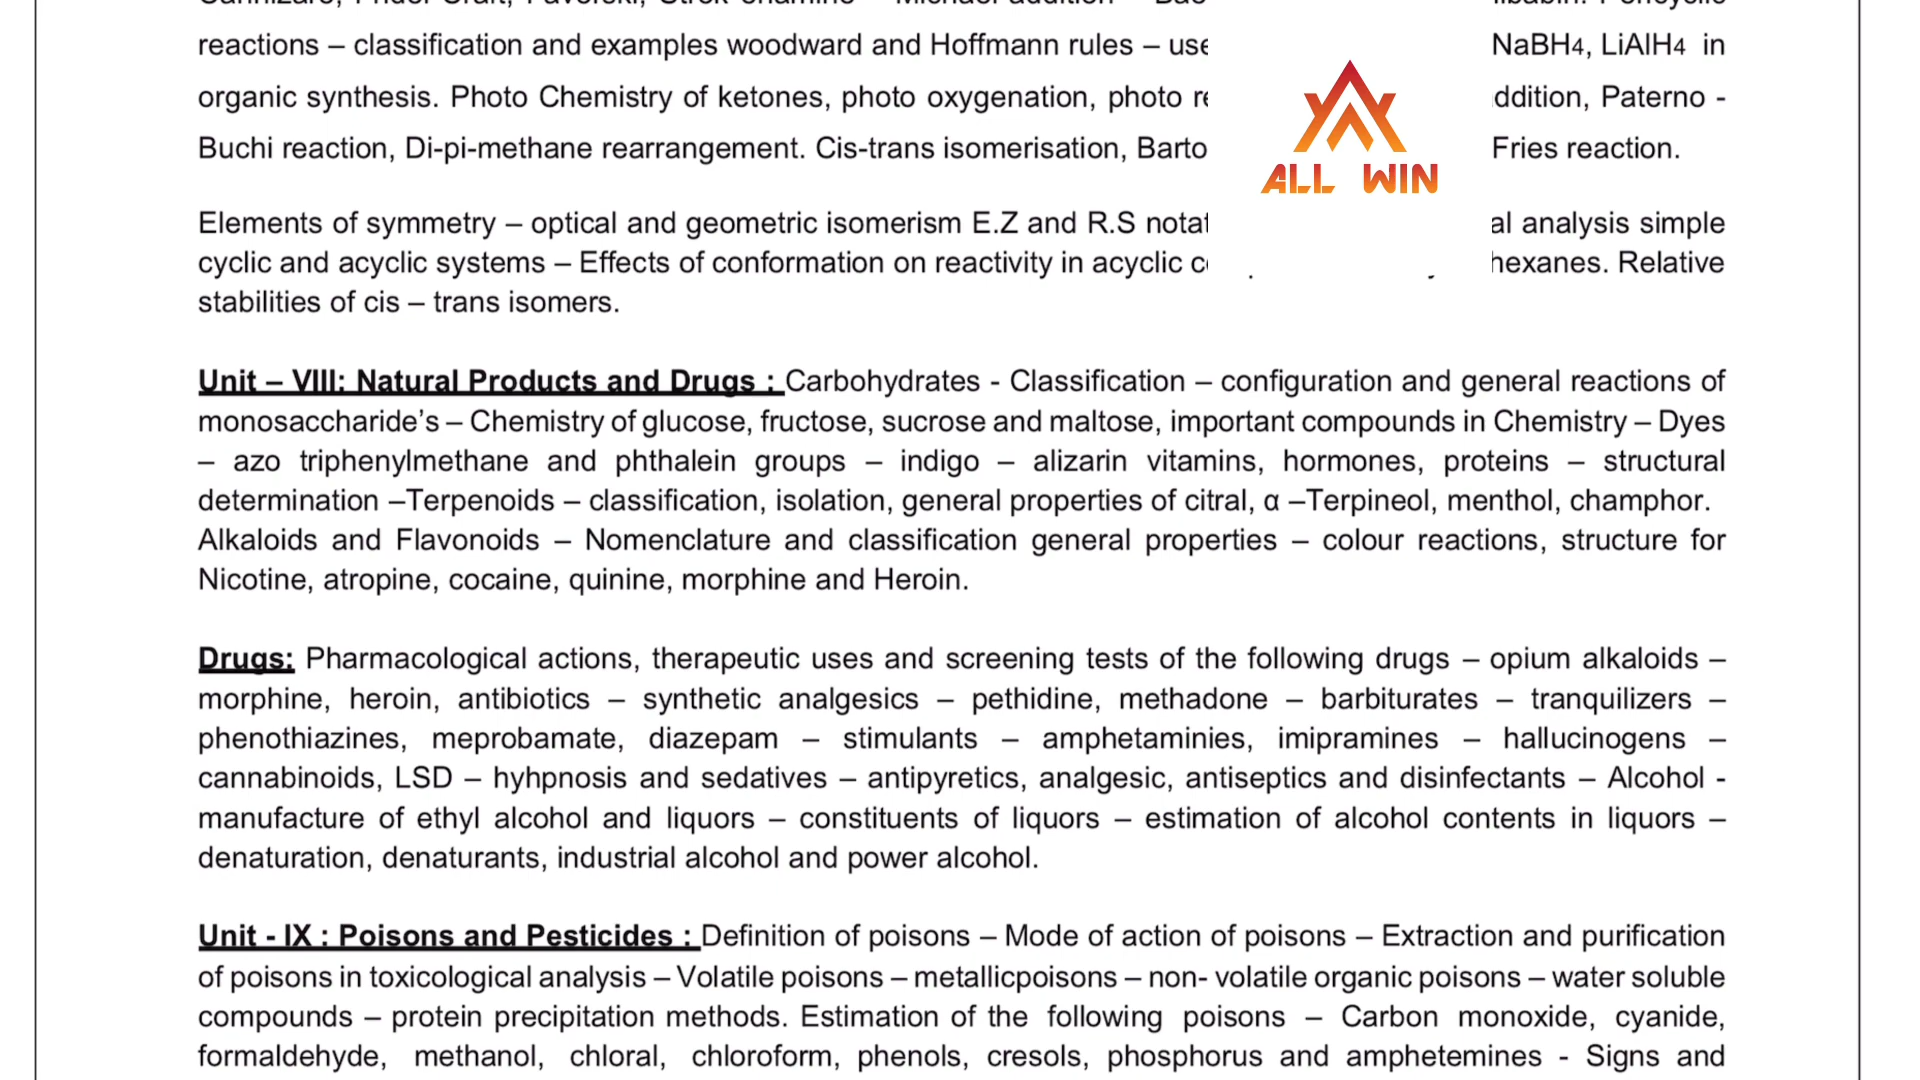 reactions – classification and examples woodward and Hoffmann rules – use NaBH4, LiAlH4 in
organic synthesis. Photo Chemistry of ketones, photo oxygenation, photo ddition, Paterno -
Buchi reaction, Di-pi-methane rearrangement. Cis-trans isomerisation, Barto Fries reaction.
ALL WIN
Elements of symmetry – optical and geometric isomerism E.Z and R.S notat al analysis simple
cyclic and acyclic systems – Effects of conformation on reactivity in acyclic hexanes. Relative
stabilities of cis – trans isomers.
Unit – VIII: Natural Products and Drugs : Carbohydrates - Classification – configuration and general reactions of
monosaccharide’s – Chemistry of glucose, fructose, sucrose and maltose, important compounds in Chemistry – Dyes
– azo triphenylmethane and phthalein groups – indigo – alizarin vitamins, hormones, proteins – structural
determination –Terpenoids – classification, isolation, general properties of citral, α –Terpineol, menthol, champhor.
Alkaloids and Flavonoids – Nomenclature and classification general properties – colour reactions, structure for
Nicotine, atropine, cocaine, quinine, morphine and Heroin.
Drugs: Pharmacological actions, therapeutic uses and screening tests of the following drugs – opium alkaloids –
morphine, heroin, antibiotics – synthetic analgesics – pethidine, methadone – barbiturates – tranquilizers –
phenothiazines, meprobamate, diazepam – stimulants – amphetaminies, imipramines – hallucinogens –
cannabinoids, LSD – hyhpnosis and sedatives – antipyretics, analgesic, antiseptics and disinfectants – Alcohol -
manufacture of ethyl alcohol and liquors – constituents of liquors – estimation of alcohol contents in liquors –
denaturation, denaturants, industrial alcohol and power alcohol.
Unit - IX : Poisons and Pesticides : Definition of poisons – Mode of action of poisons – Extraction and purification
of poisons in toxicological analysis – Volatile poisons – metallicpoisons – non- volatile organic poisons – water soluble
compounds – protein precipitation methods. Estimation of the following poisons – Carbon monoxide, cyanide,
formaldehyde, methanol, chloral, chloroform, phenols, cresols, phosphorus and amphetemines - Signs and